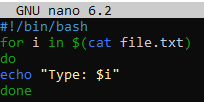 GNU nano 6.2
#!/bin/bash
for i in $(cat file.txt)
do
echo "Type: $i"
done